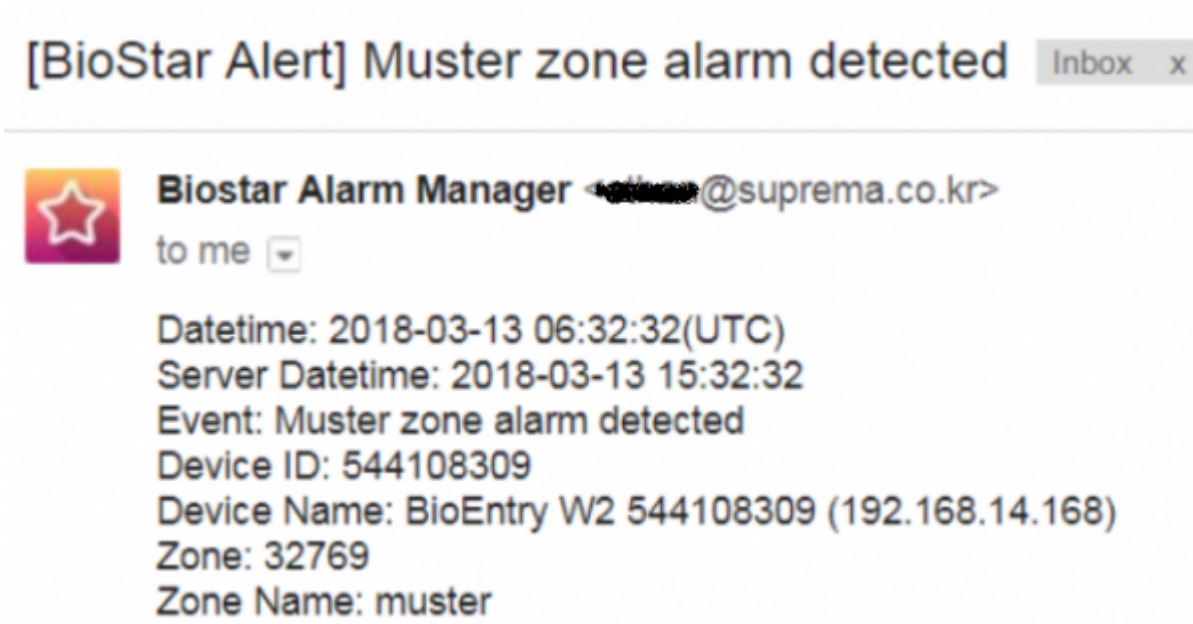 [BioStar Alert] Muster zone alarm detected Inbox x
Biostar Alarm Manager <@suprema.co.kr>
to me
Datetime: 2018-03-13 06:32:32(UTC)
Server Datetime: 2018-03-13 15:32:32
Event: Muster zone alarm detected
Device ID: 544108309
Device Name: BioEntry W2 544108309 (192.168.14.168)
Zone: 32769
Zone Name: muster